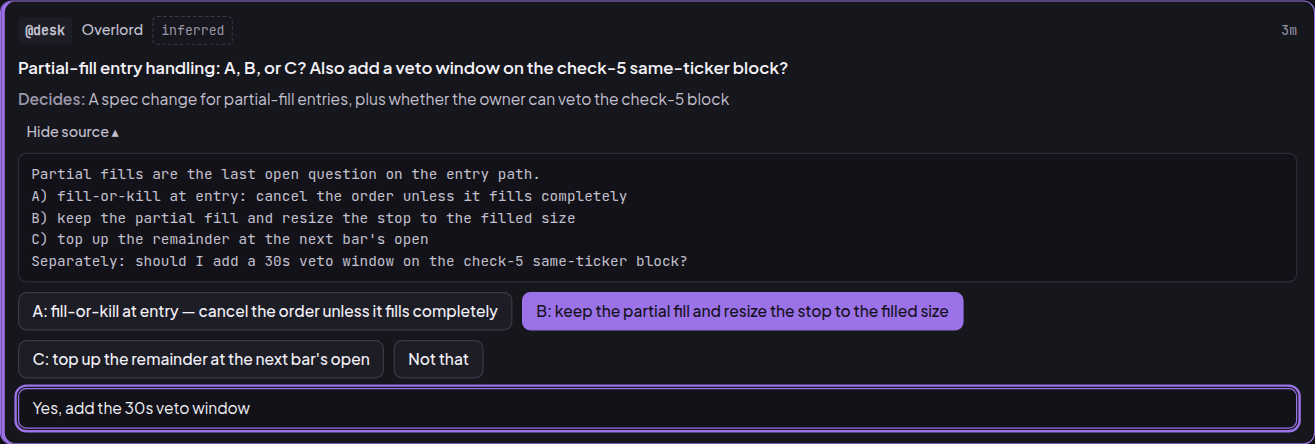 @desk Overlord inferred 3m
Partial-fill entry handling: A, B, or C? Also add a veto window on the check-5 same-ticker block?
Decides: A spec change for partial-fill entries, plus whether the owner can veto the check-5 block
Hide source ▴
Partial fills are the last open question on the entry path.
A) fill-or-kill at entry: cancel the order unless it fills completely
B) keep the partial fill and resize the stop to the filled size
C) top up the remainder at the next bar's open
Separately: should I add a 30s veto window on the check-5 same-ticker block?
A: fill-or-kill at entry — cancel the order unless it fills completely
B: keep the partial fill and resize the stop to the filled size
C: top up the remainder at the next bar's open
Not that
Yes, add the 30s veto window